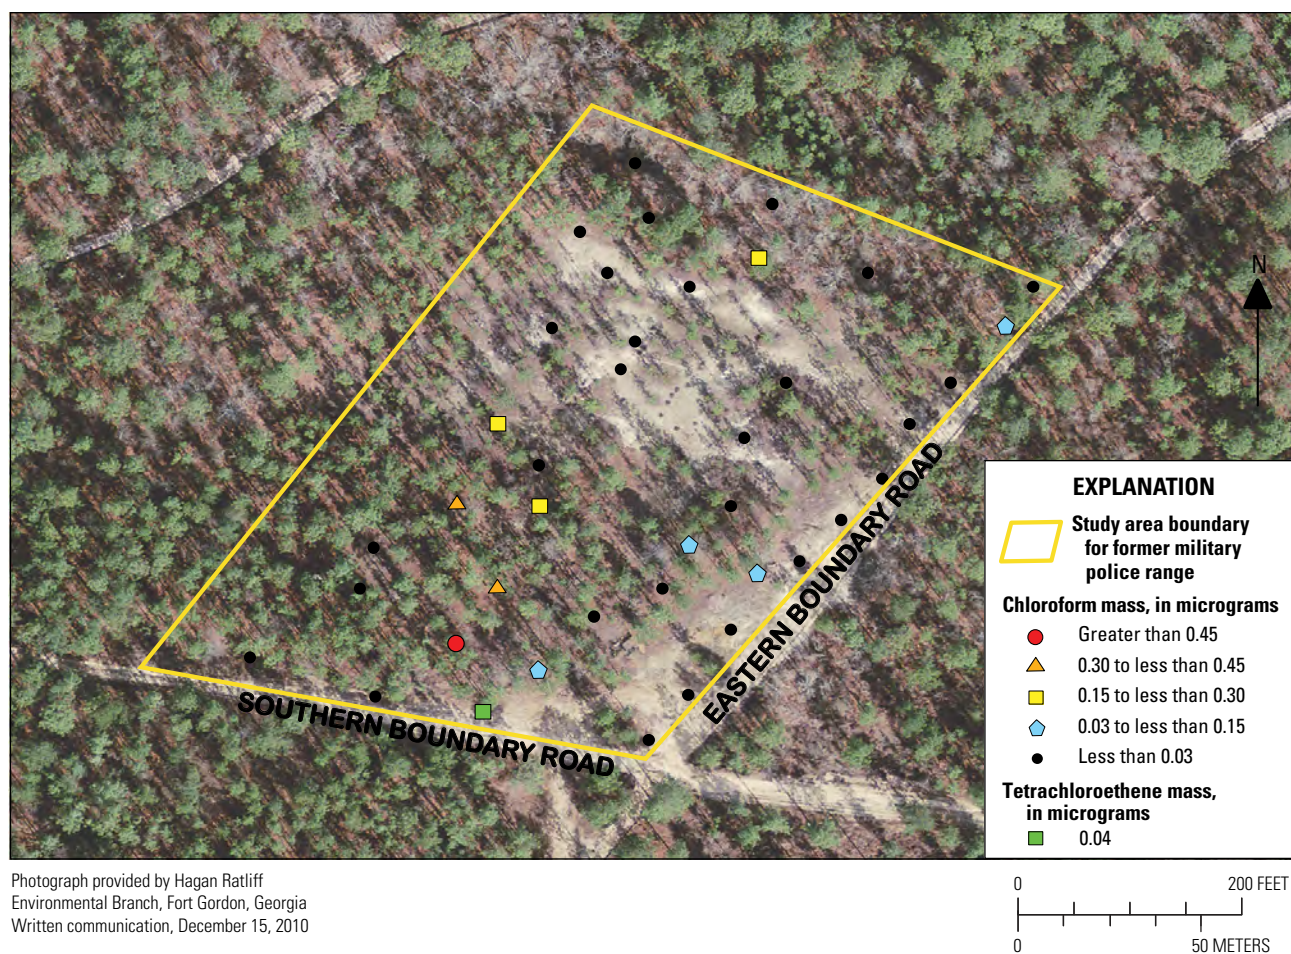 N
EASTERN BOUNDARY ROAD
SOUTHERN BOUNDARY ROAD
EXPLANATION
Study area boundary
for former military
police range
Chloroform mass, in micrograms
Greater than 0.45
0.30 to less than 0.45
0.15 to less than 0.30
0.03 to less than 0.15
Less than 0.03
Tetrachloroethene mass,
in micrograms
0.04
Photograph provided by Hagan Ratliff
Environmental Branch, Fort Gordon, Georgia
Written communication, December 15, 2010
0 200 FEET
0 50 METERS